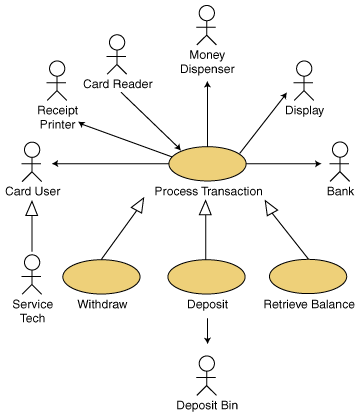 Money
Dispenser
Card Reader
Receipt
Printer
Display
Card User
Process Transaction
Bank
Service
Tech
Withdraw
Deposit
Retrieve Balance
Deposit Bin